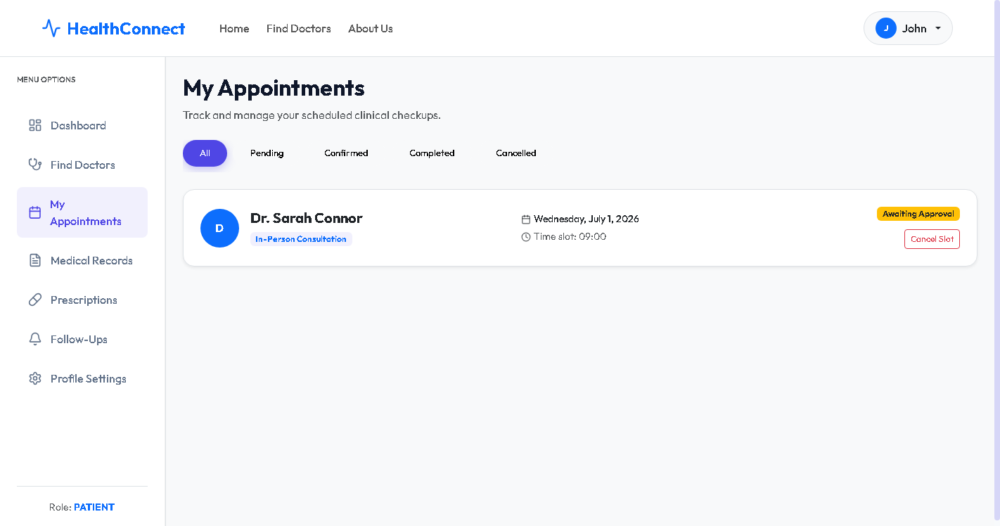 HealthConnect
Home
Find Doctors
About Us
J
John
MENU OPTIONS
Dashboard
Find Doctors
My
Appointments
Medical Records
Prescriptions
Follow-Ups
Profile Settings
Role: PATIENT
My Appointments
Track and manage your scheduled clinical checkups.
All
Pending
Confirmed
Completed
Cancelled
D
Dr. Sarah Connor
In-Person Consultation
Wednesday, July 1, 2026
Time slot: 09:00
Awaiting Approval
Cancel Slot